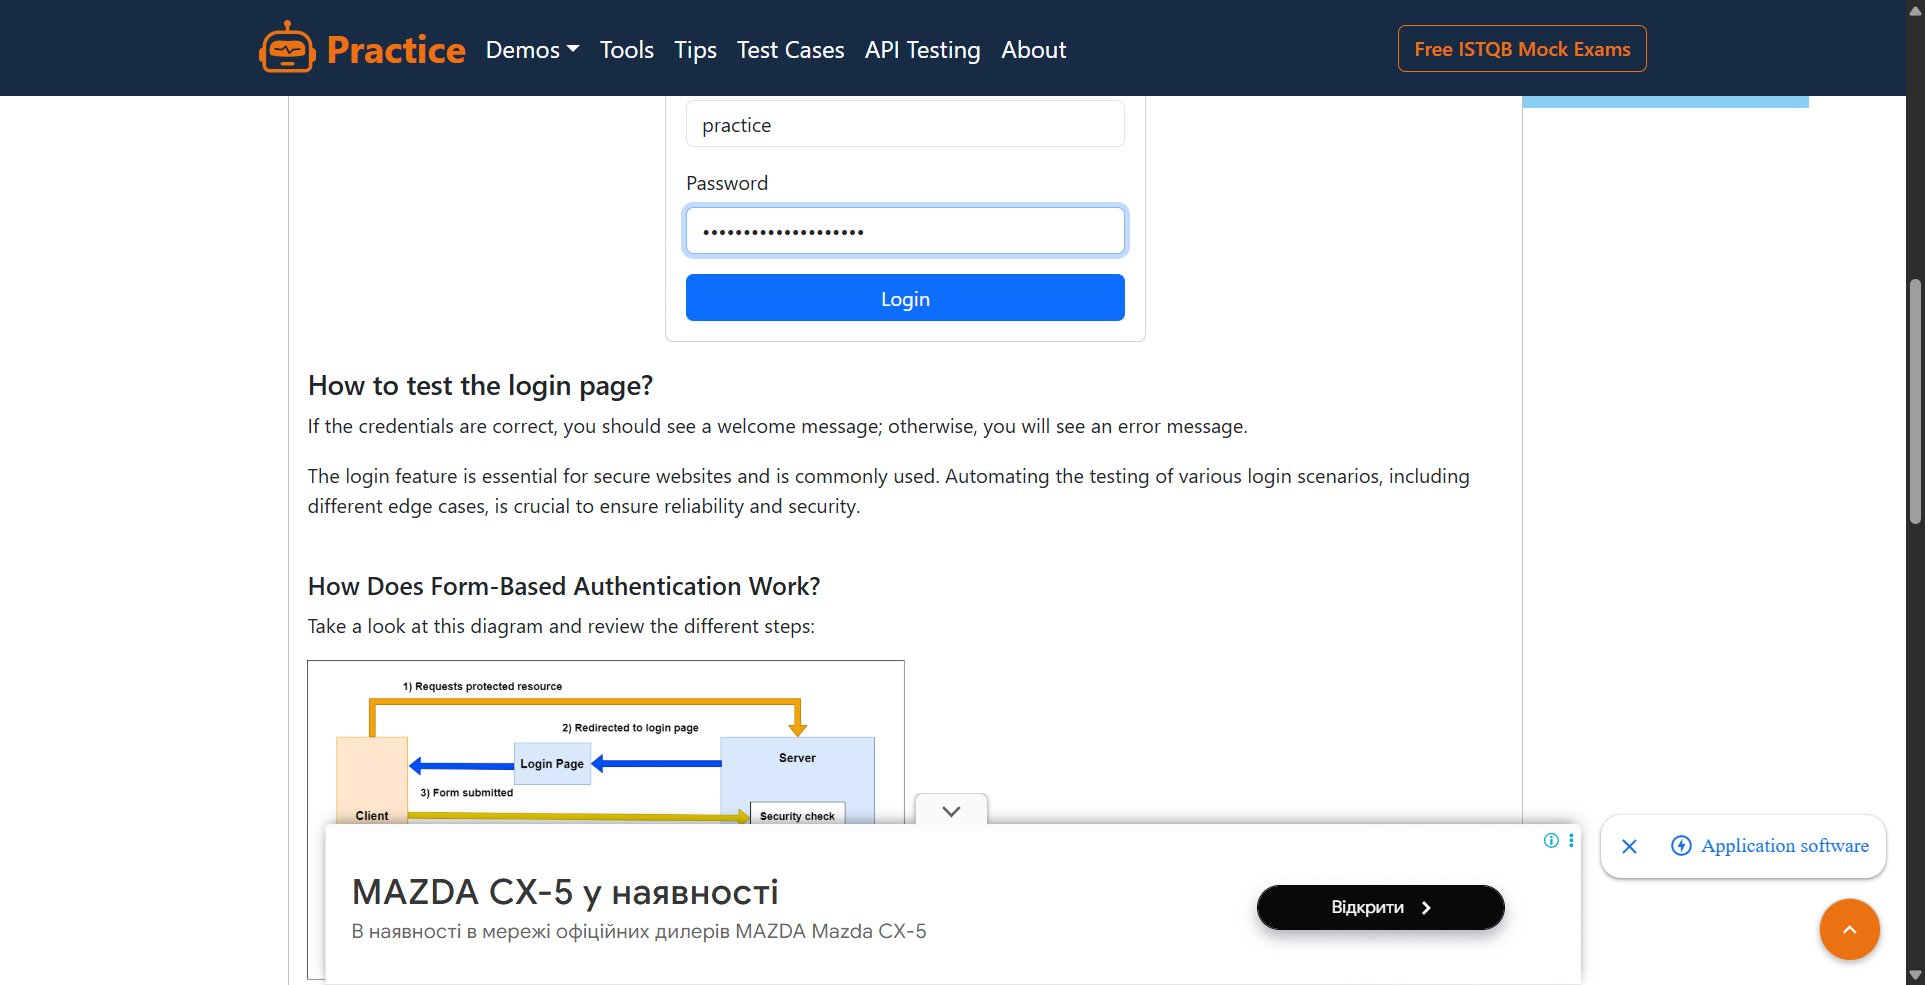 Practice
Demos
Tools
Tips
Test Cases
API Testing
About
Free ISTQB Mock Exams
practice
Password
••••••••••••••••••••
Login
How to test the login page?
If the credentials are correct, you should see a welcome message; otherwise, you will see an error message.
The login feature is essential for secure websites and is commonly used. Automating the testing of various login scenarios, including
different edge cases, is crucial to ensure reliability and security.
How Does Form-Based Authentication Work?
Take a look at this diagram and review the different steps:
1) Requests protected resource
2) Redirected to login page
Server
Login Page
3) Form submitted
Client
Security check
MAZDA CX-5 у наявності
В наявності в мережі офіційних дилерів MAZDA Mazda CX-5
Відкрити
Application software